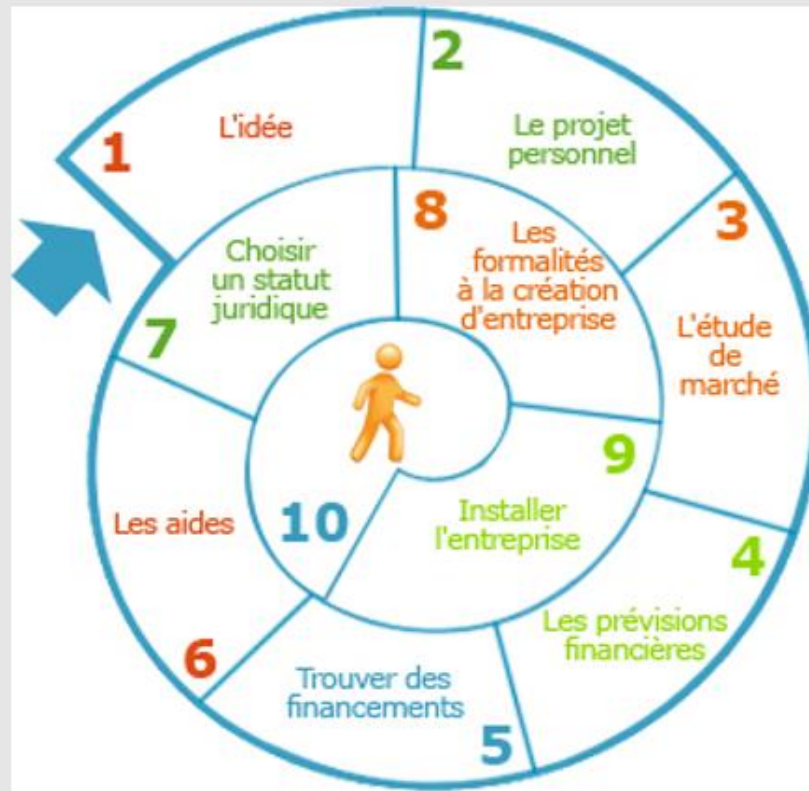 1
L'idée
2
Le projet
personnel
3
L'étude
de
marché
4
Les prévisions
financières
5
Trouver des
financements
6
Les aides
7
Choisir
un statut
juridique
8
Les
formalités
à la création
d'entreprise
9
Installer
l'entreprise
10